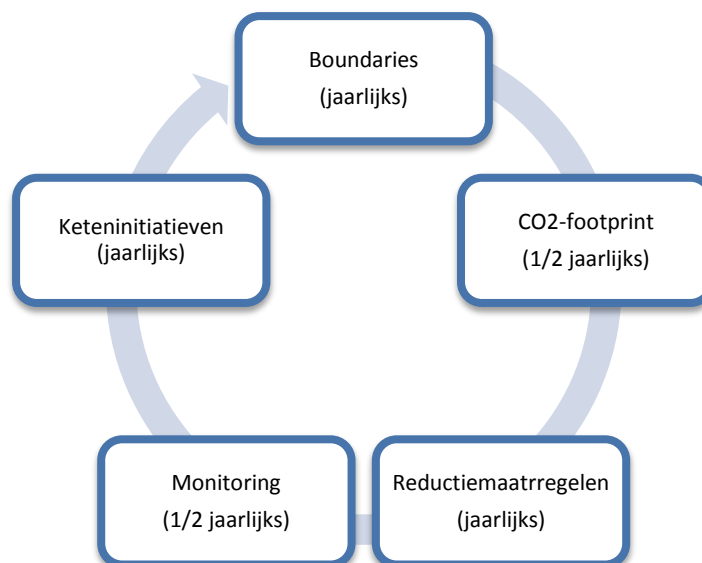 Boundaries
(jaarlijks)
CO2-footprint
(1/2 jaarlijks)
Reductiemaatrregelen
(jaarlijks)
Monitoring
(1/2 jaarlijks)
Keteninitiatieven
(jaarlijks)